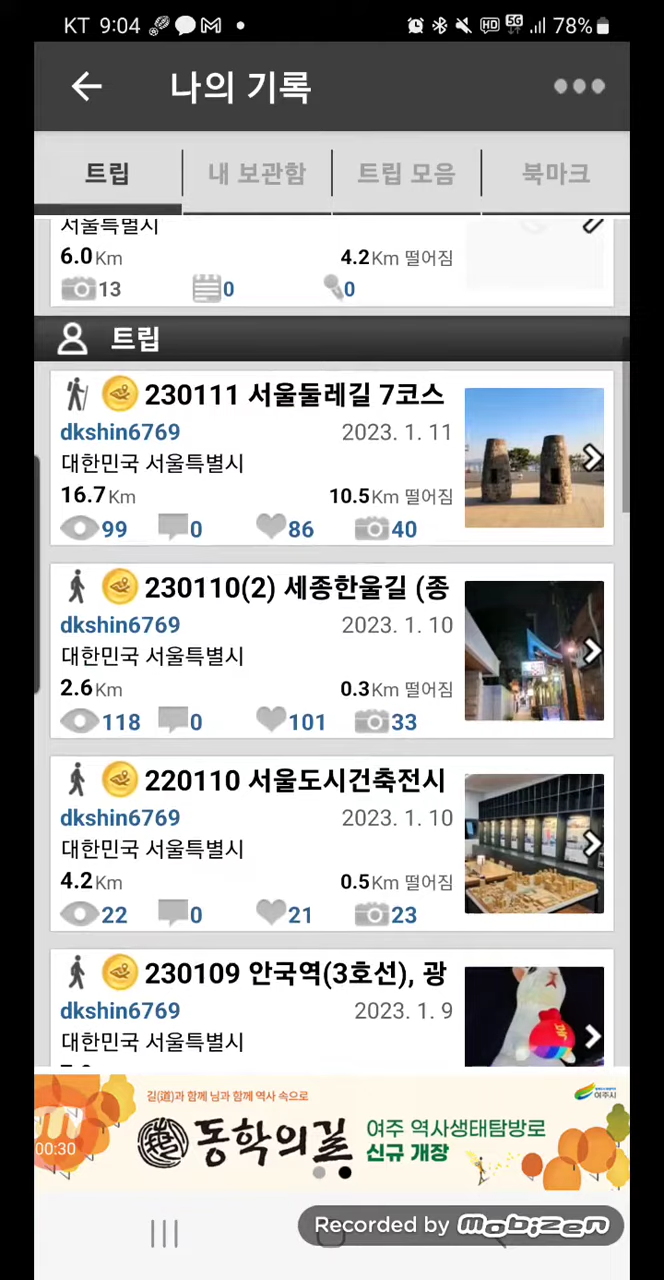 KT 9:04 HD 5G 78%
나의 기록
트립 내 보관함 트립 모음 북마크
서울특별시
6.0Km 4.2Km 떨어짐
13 0 0
트립
230111 서울둘레길 7코스
dkshin6769 2023. 1. 11
대한민국 서울특별시
16.7Km 10.5Km 떨어짐
99 0 86 40
230110(2) 세종한울길 (종
dkshin6769 2023. 1. 10
대한민국 서울특별시
2.6Km 0.3Km 떨어짐
118 0 101 33
220110 서울도시건축전시
dkshin6769 2023. 1. 10
대한민국 서울특별시
4.2Km 0.5Km 떨어짐
22 0 21 23
230109 안국역(3호선), 광
dkshin6769 2023. 1. 9
대한민국 서울특별시
길(道)과 함께 님과 함께 역사 속으로
여주시
동학의길
여주 역사생태탐방로
신규 개장
00:30
Recorded by mobizen